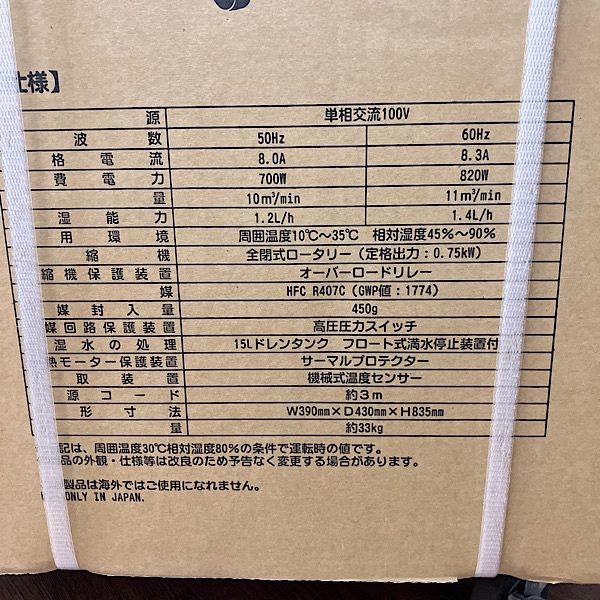 仕様】
源 単相交流100V
波数 50Hz 60Hz
格電流 8.0A 8.3A
費電力 700W 820W
量 10m³/min 11m³/min
湿能力 1.2L/h 1.4L/h
用環境 周囲温度10℃～35℃ 相対湿度45%～90%
縮機 全閉式ロータリー（定格出力：0.75kW）
縮機保護装置 オーバーロードリレー
媒 HFC R407C（GWP値：1774）
媒封入量 450g
媒回路保護装置 高圧圧力スイッチ
湿水の処理 15Lドレンタンク フロート式満水停止装置付
熱モーター保護装置 サーマルプロテクター
取装置 機械式温度センサー
源コード 約3m
形寸法 W390mm×D430mm×H835mm
量 約33kg
記は、周囲温度30℃相対湿度80%の条件で運転時の値です。
品の外観・仕様等は改良のため予告なく変更する場合があります。
製品は海外ではご使用になれません。
ONLY IN JAPAN.